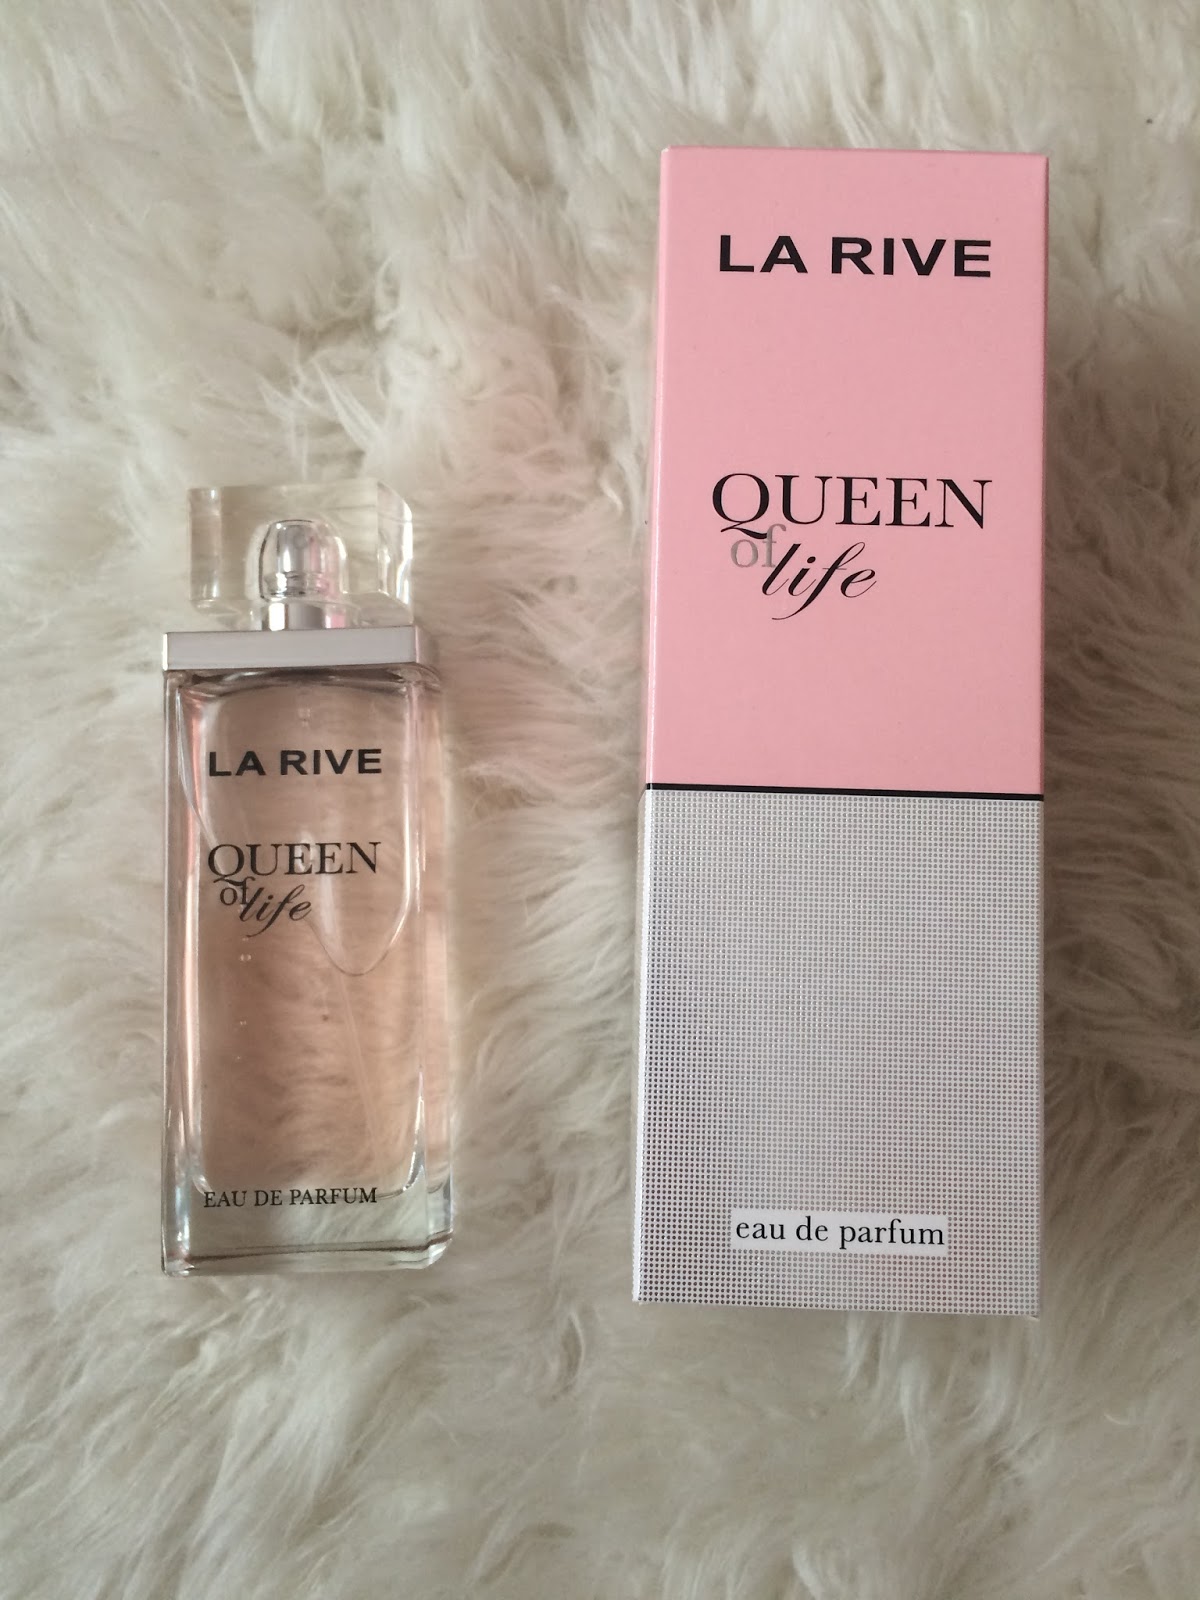 LA RIVE
QUEEN
of life
EAU DE PARFUM
LA RIVE
QUEEN
of life
eau de parfum